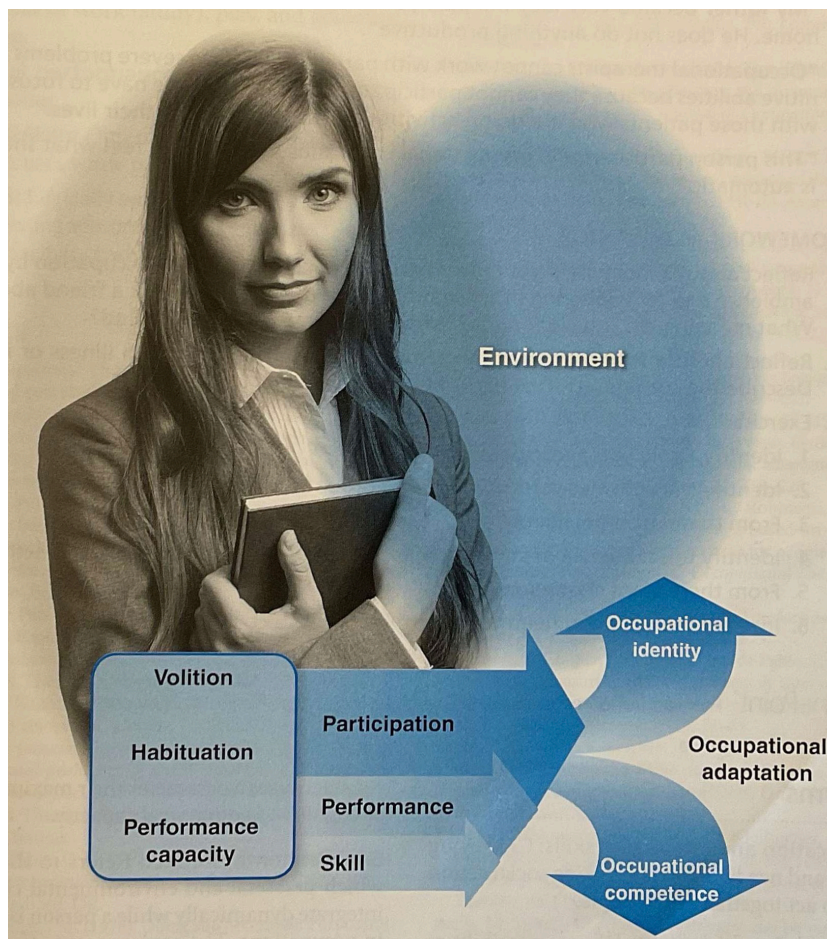 Environment
Occupational
identity
Volition
Participation
Habituation
Occupational
adaptation
Performance
Performance
capacity
Skill
Occupational
competence